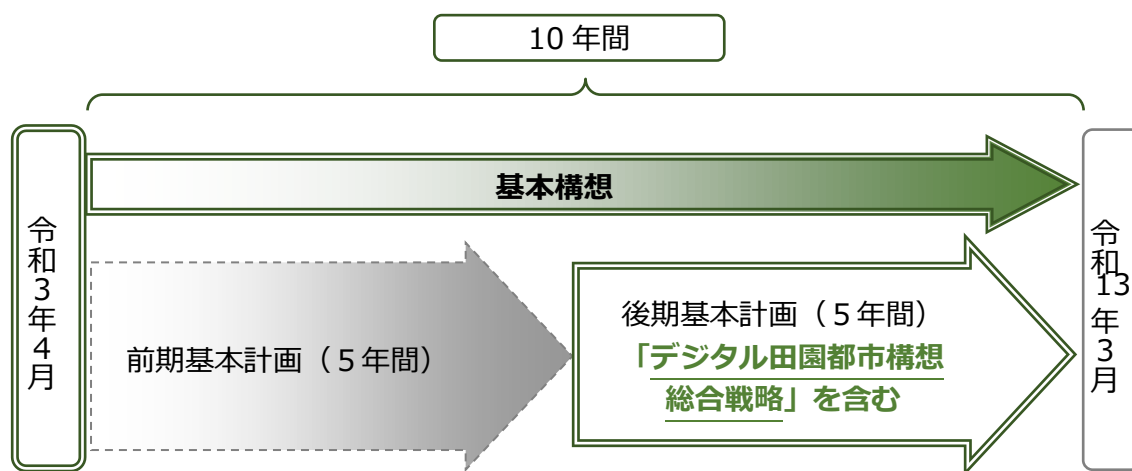 10 年間
令和３年４月
基本構想
前期基本計画（５年間）
後期基本計画（５年間）
「デジタル田園都市構想
総合戦略」を含む
令和13年３月